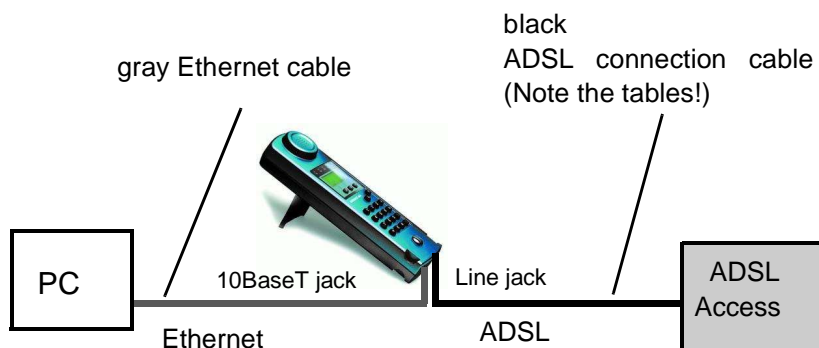 black
ADSL connection cable
(Note the tables!)
gray Ethernet cable
PC
10BaseT jack
Line jack
ADSL
Access
Ethernet
ADSL